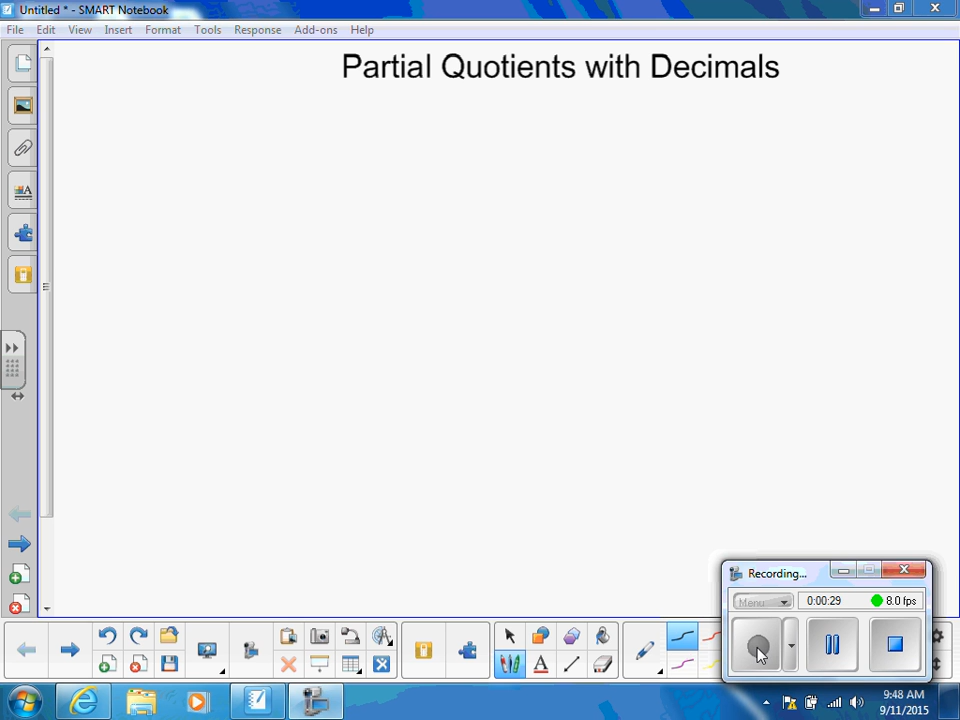 Untitled * - SMART Notebook
File Edit View Insert Format Tools Response Add-ons Help
Partial Quotients with Decimals
Recording...
Menu 0:00:29 8.0 fps
9:48 AM
9/11/2015